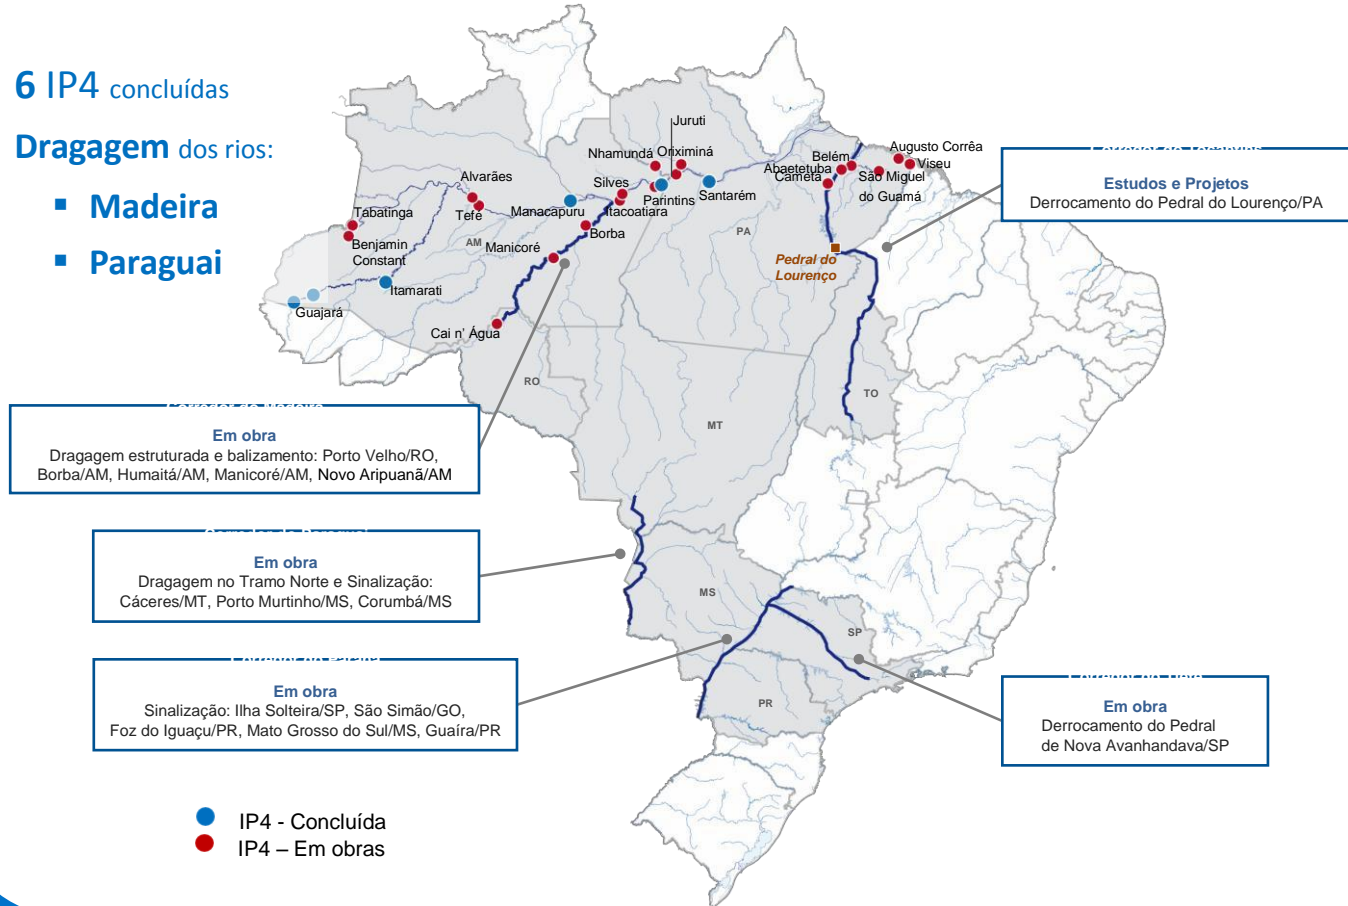 6 IP4 concluídas
Dragagem dos rios:
▪ Madeira
▪ Paraguai
Juruti
Nhamundá
Oriximiná
Alvarães
Silves
Tefé
Manacapuru
Itacoatiara
Parintins
Santarém
Tabatinga
Benjamin
Constant
AM
Manicoré
Borba
Itamarati
Guajará
Cai n' Água
Belém
Abaetetuba
Cametá
Augusto Corrêa
Viseu
São Miguel
do Guamá
PA
Pedral do
Lourenço
RO
MT
TO
MS
SP
PR
Estudos e Projetos
Derrocamento do Pedral do Lourenço/PA
Em obra
Dragagem estruturada e balizamento: Porto Velho/RO,
Borba/AM, Humaitá/AM, Manicoré/AM, Novo Aripuanã/AM
Em obra
Dragagem no Tramo Norte e Sinalização:
Cáceres/MT, Porto Murtinho/MS, Corumbá/MS
Em obra
Sinalização: Ilha Solteira/SP, São Simão/GO,
Foz do Iguaçu/PR, Mato Grosso do Sul/MS, Guaíra/PR
Em obra
Derrocamento do Pedral
de Nova Avanhandava/SP
IP4 - Concluída
IP4 – Em obras